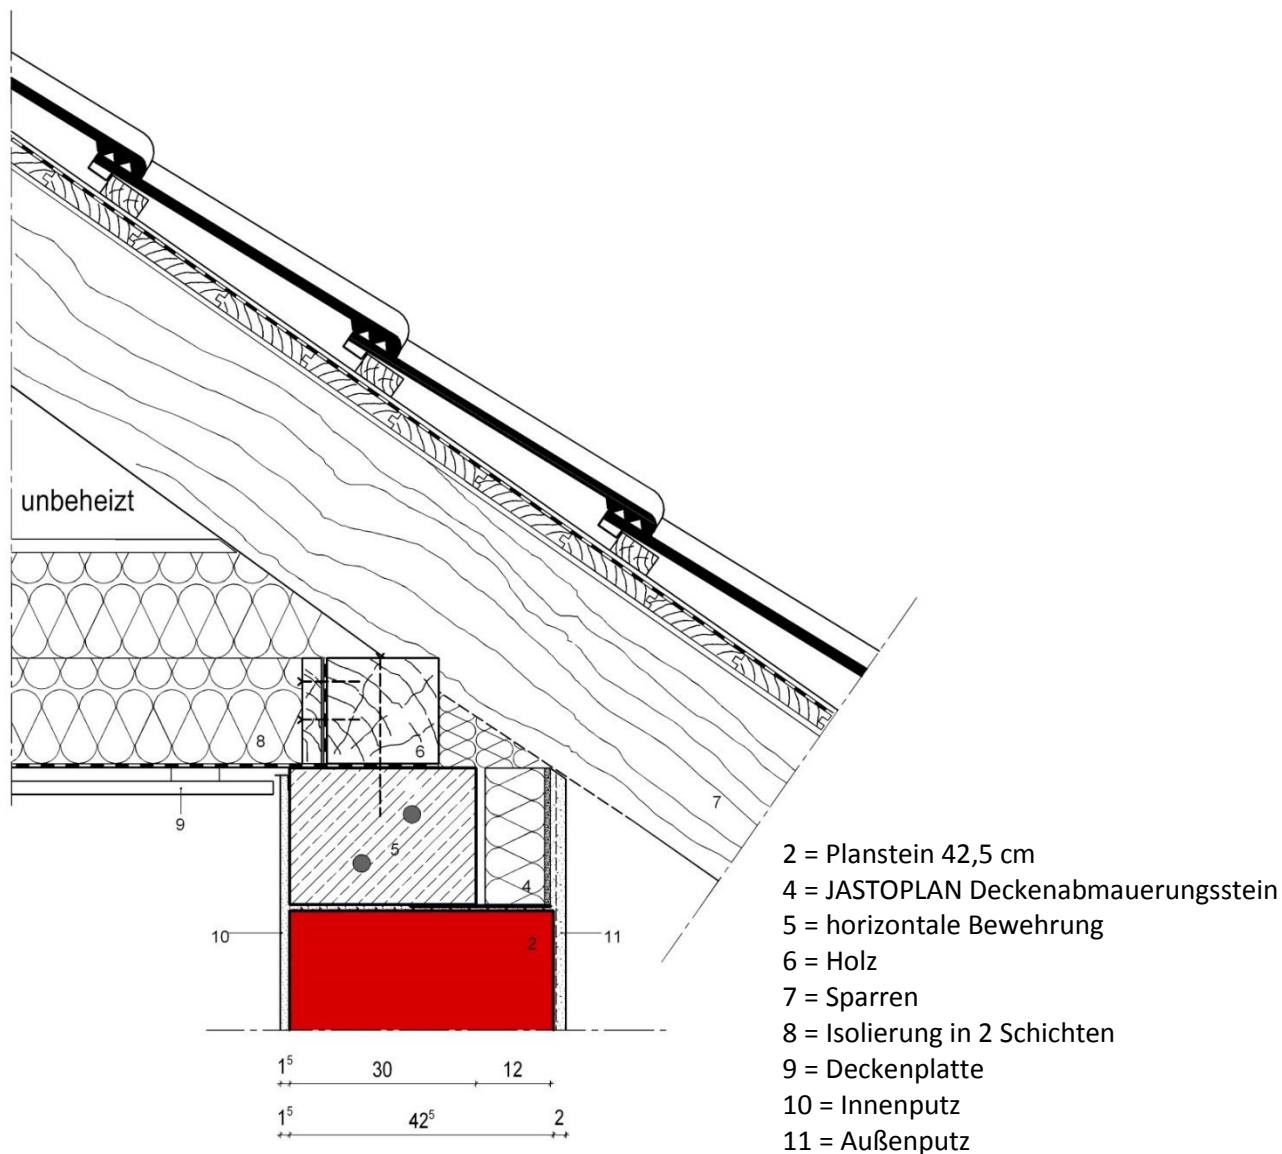 unbeheizt
8
6
7
9
5
4
10
2
11
1⁵ 30 12
1⁵ 42⁵ 2
2 = Planstein 42,5 cm
4 = JASTOPLAN Deckenabmauerungsstein
5 = horizontale Bewehrung
6 = Holz
7 = Sparren
8 = Isolierung in 2 Schichten
9 = Deckenplatte
10 = Innenputz
11 = Außenputz